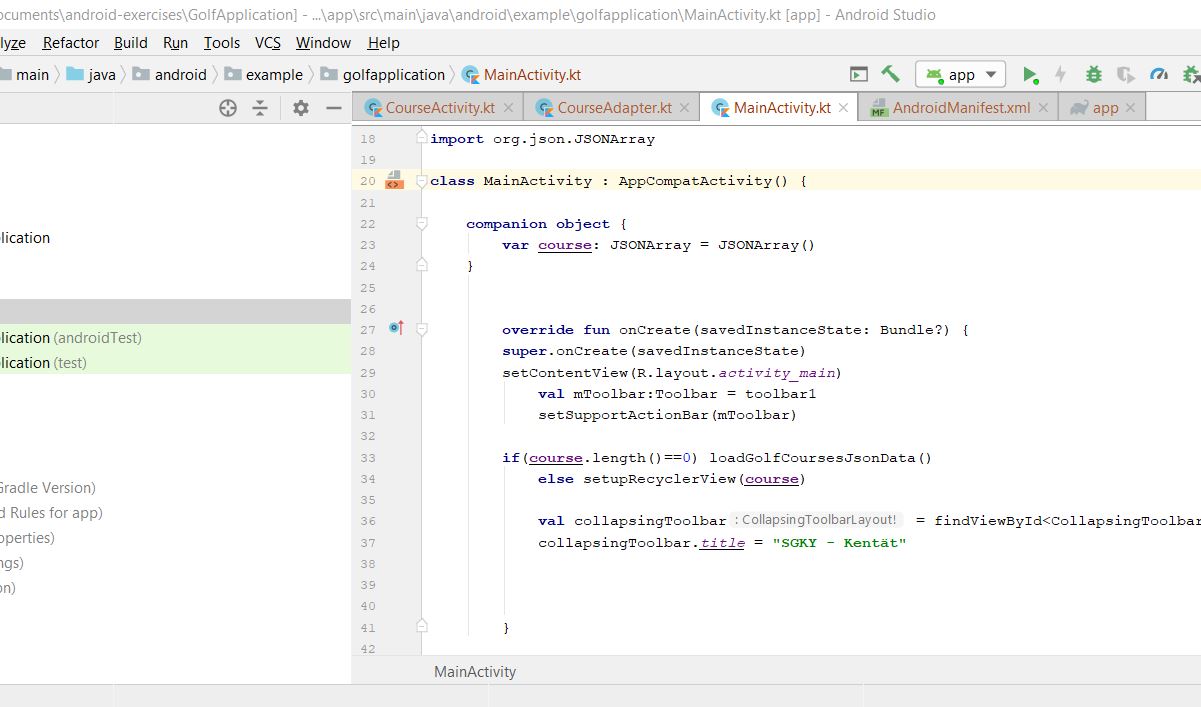 ocuments\android-exercises\GolfApplication] - ...\app\src\main\java\android\example\golfapplication\MainActivity.kt [app] - Android Studio
lyze Refactor Build Run Tools VCS Window Help
main java android example golfapplication MainActivity.kt app
CourseActivity.kt CourseAdapter.kt MainActivity.kt AndroidManifest.xml app
18 import org.json.JSONArray
19
20 class MainActivity : AppCompatActivity() {
21
lication
22 companion object {
23 var course: JSONArray = JSONArray()
24 }
25
26
27 override fun onCreate(savedInstanceState: Bundle?) {
lication (androidTest)
28 super.onCreate(savedInstanceState)
lication (test)
29 setContentView(R.layout.activity_main)
30 val mToolbar:Toolbar = toolbar1
31 setSupportActionBar(mToolbar)
32
33 if(course.length()==0) loadGolfCoursesJsonData()
34 else setupRecyclerView(course)
Gradle Version)
35
d Rules for app)
36 val collapsingToolbar : CollapsingToolbarLayout! = findViewById<CollapsingToolbar
operties)
37 collapsingToolbar.title = "SGKY - Kentät"
ngs)
38
n)
39
40
41 }
42
MainActivity